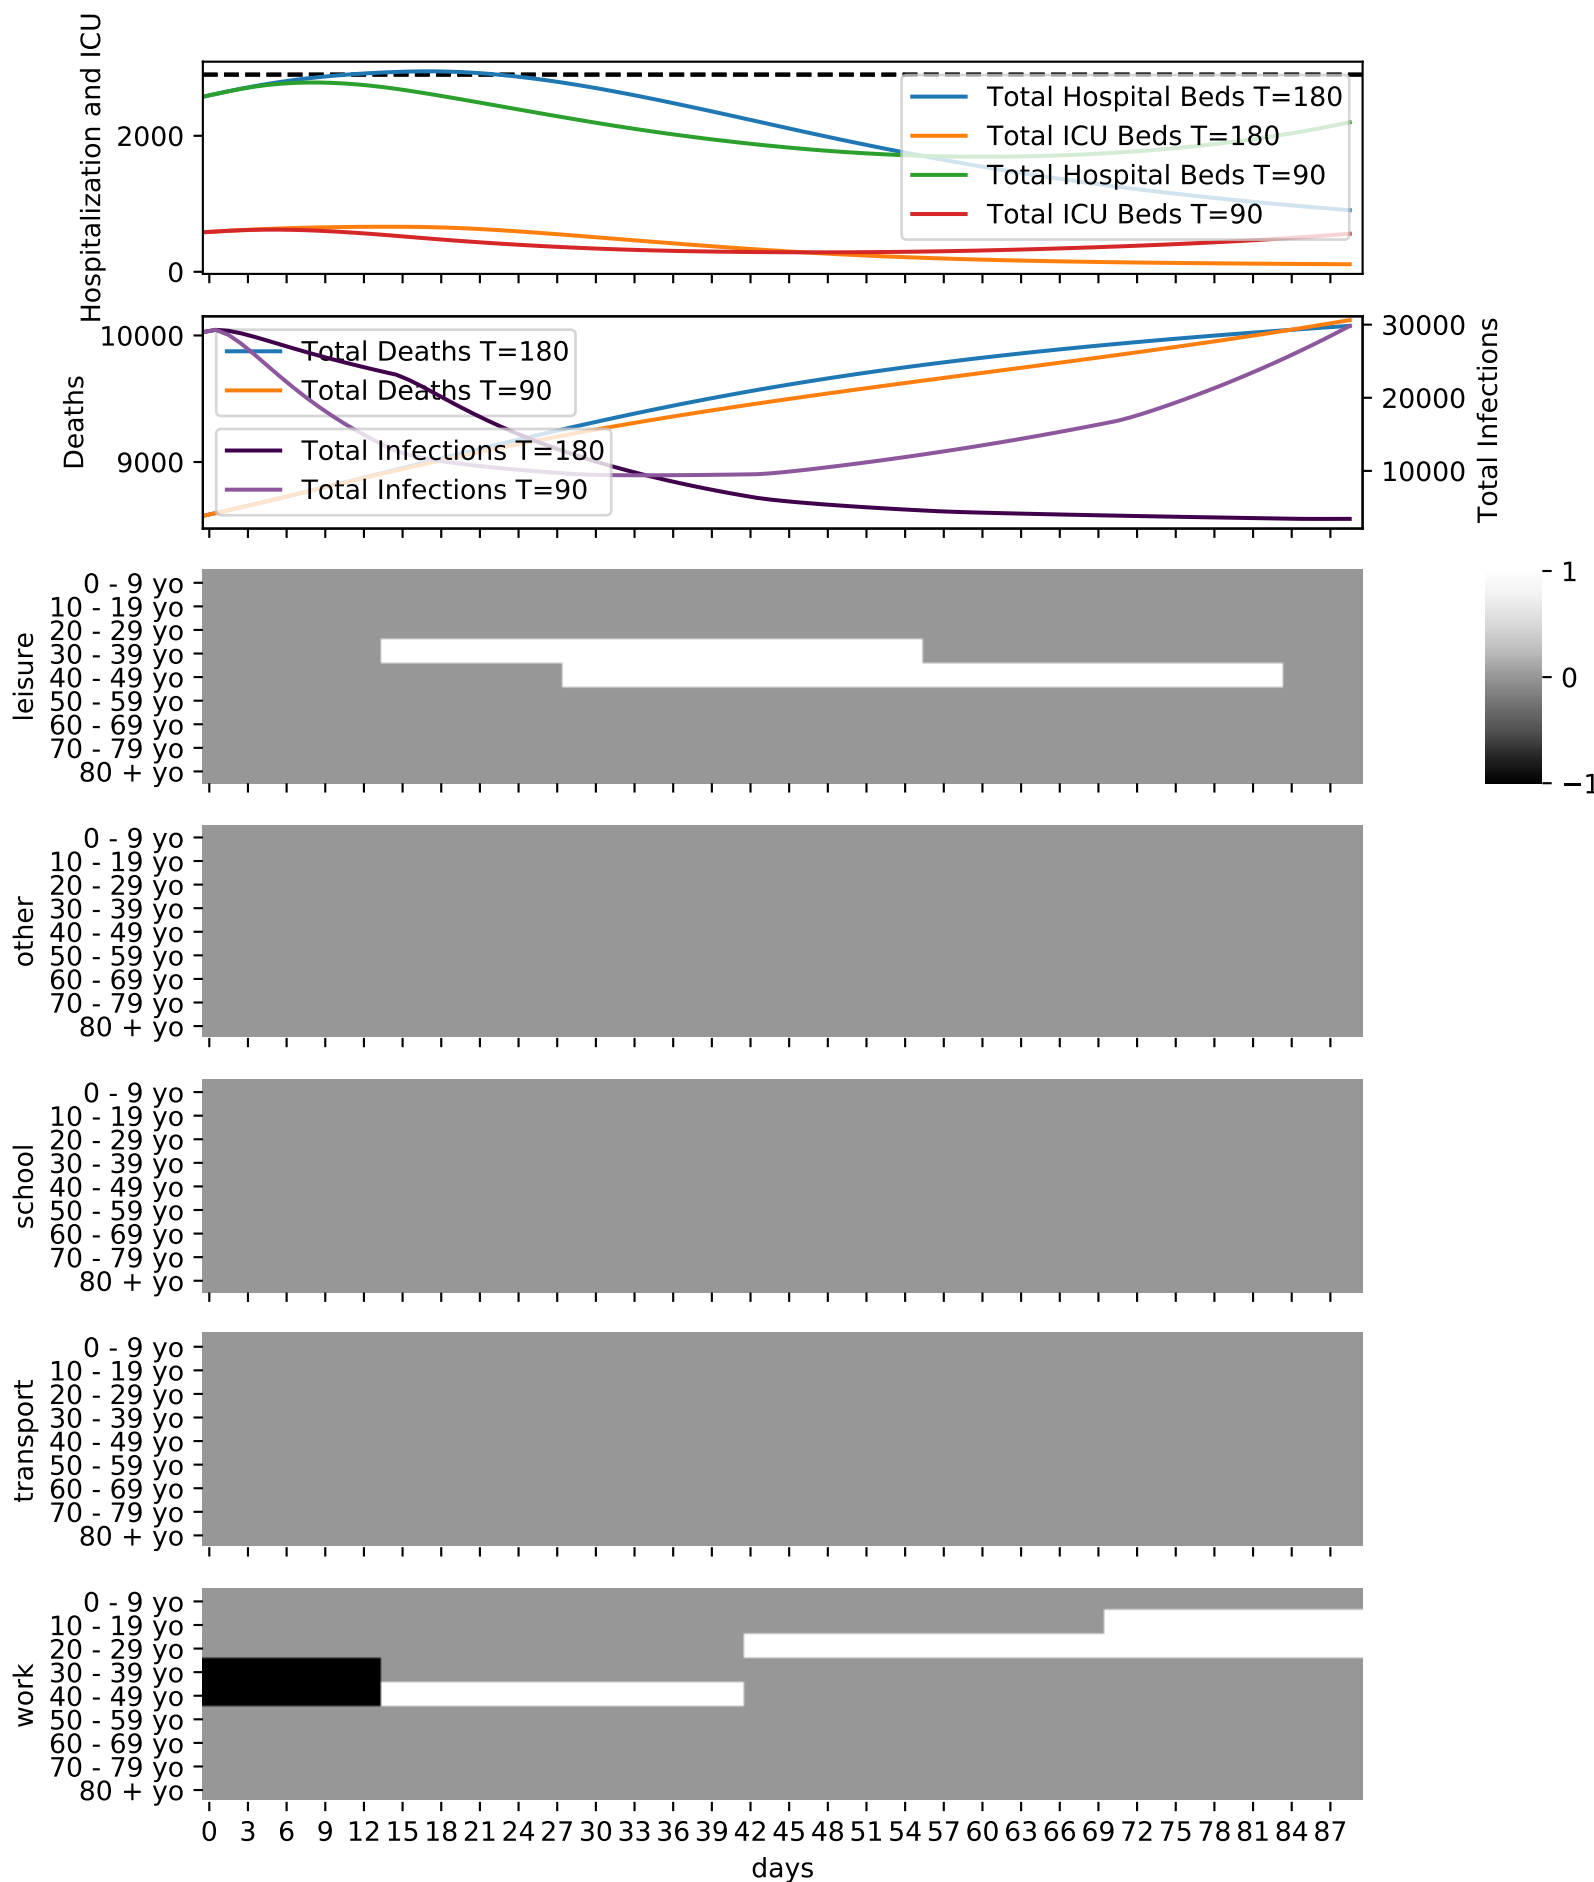 Hospitalization and ICU
2000
0
Total Hospital Beds T=180
Total ICU Beds T=180
Total Hospital Beds T=90
Total ICU Beds T=90
Deaths
10000
9000
Total Deaths T=180
Total Deaths T=90
Total Infections T=180
Total Infections T=90
30000
20000
10000
Total Infections
leisure
0 - 9 yo
10 - 19 yo
20 - 29 yo
30 - 39 yo
40 - 49 yo
50 - 59 yo
60 - 69 yo
70 - 79 yo
80 + yo
1
0
−1
other
0 - 9 yo
10 - 19 yo
20 - 29 yo
30 - 39 yo
40 - 49 yo
50 - 59 yo
60 - 69 yo
70 - 79 yo
80 + yo
school
0 - 9 yo
10 - 19 yo
20 - 29 yo
30 - 39 yo
40 - 49 yo
50 - 59 yo
60 - 69 yo
70 - 79 yo
80 + yo
transport
0 - 9 yo
10 - 19 yo
20 - 29 yo
30 - 39 yo
40 - 49 yo
50 - 59 yo
60 - 69 yo
70 - 79 yo
80 + yo
work
0 - 9 yo
10 - 19 yo
20 - 29 yo
30 - 39 yo
40 - 49 yo
50 - 59 yo
60 - 69 yo
70 - 79 yo
80 + yo
0 3 6 9 12 15 18 21 24 27 30 33 36 39 42 45 48 51 54 57 60 63 66 69 72 75 78 81 84 87
days